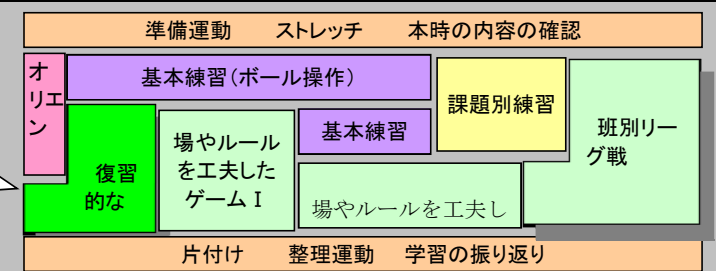 準備運動　ストレッチ　本時の内容の確認
オ
リエ
ン
基本練習（ボール操作）
復習
的な
場やルール
を工夫した
ゲームⅠ
基本練習
場やルールを工夫し
課題別練習
班別リー
グ戦
片付け　整理運動　学習の振り返り